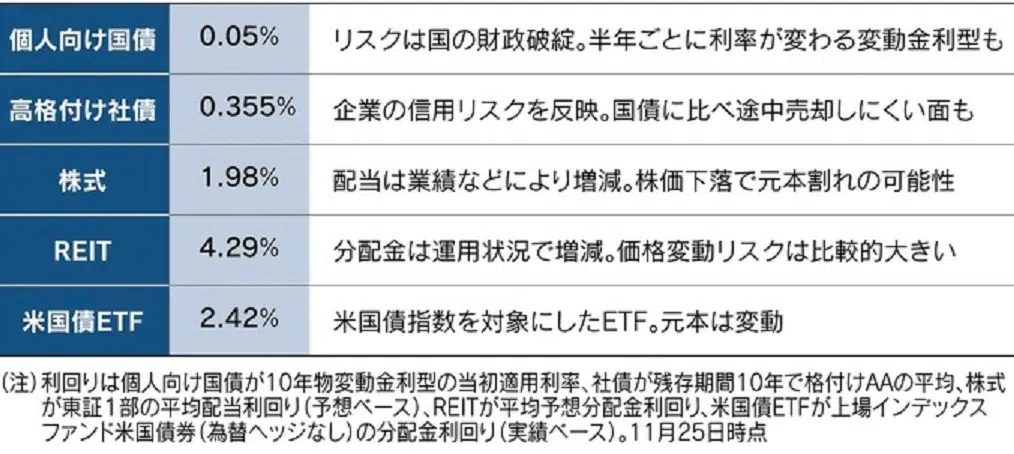 個人向け国債 0.05% リスクは国の財政破綻。半年ごとに利率が変わる変動金利型も
高格付け社債 0.355% 企業の信用リスクを反映。国債に比べ途中売却しにくい面も
株式 1.98% 配当は業績などにより増減。株価下落で元本割れの可能性
REIT 4.29% 分配金は運用状況で増減。価格変動リスクは比較的大きい
米国債ETF 2.42% 米国債指数を対象にしたETF。元本は変動
(注)利回りは個人向け国債が10年物変動金利型の当初適用利率、社債が残存期間10年で格付けAAの平均、株式
が東証1部の平均配当利回り(予想ベース)、REITが平均予想分配金利回り、米国債ETFが上場インデックス
ファンド米国債券(為替ヘッジなし)の分配金利回り(実績ベース)。11月25日時点